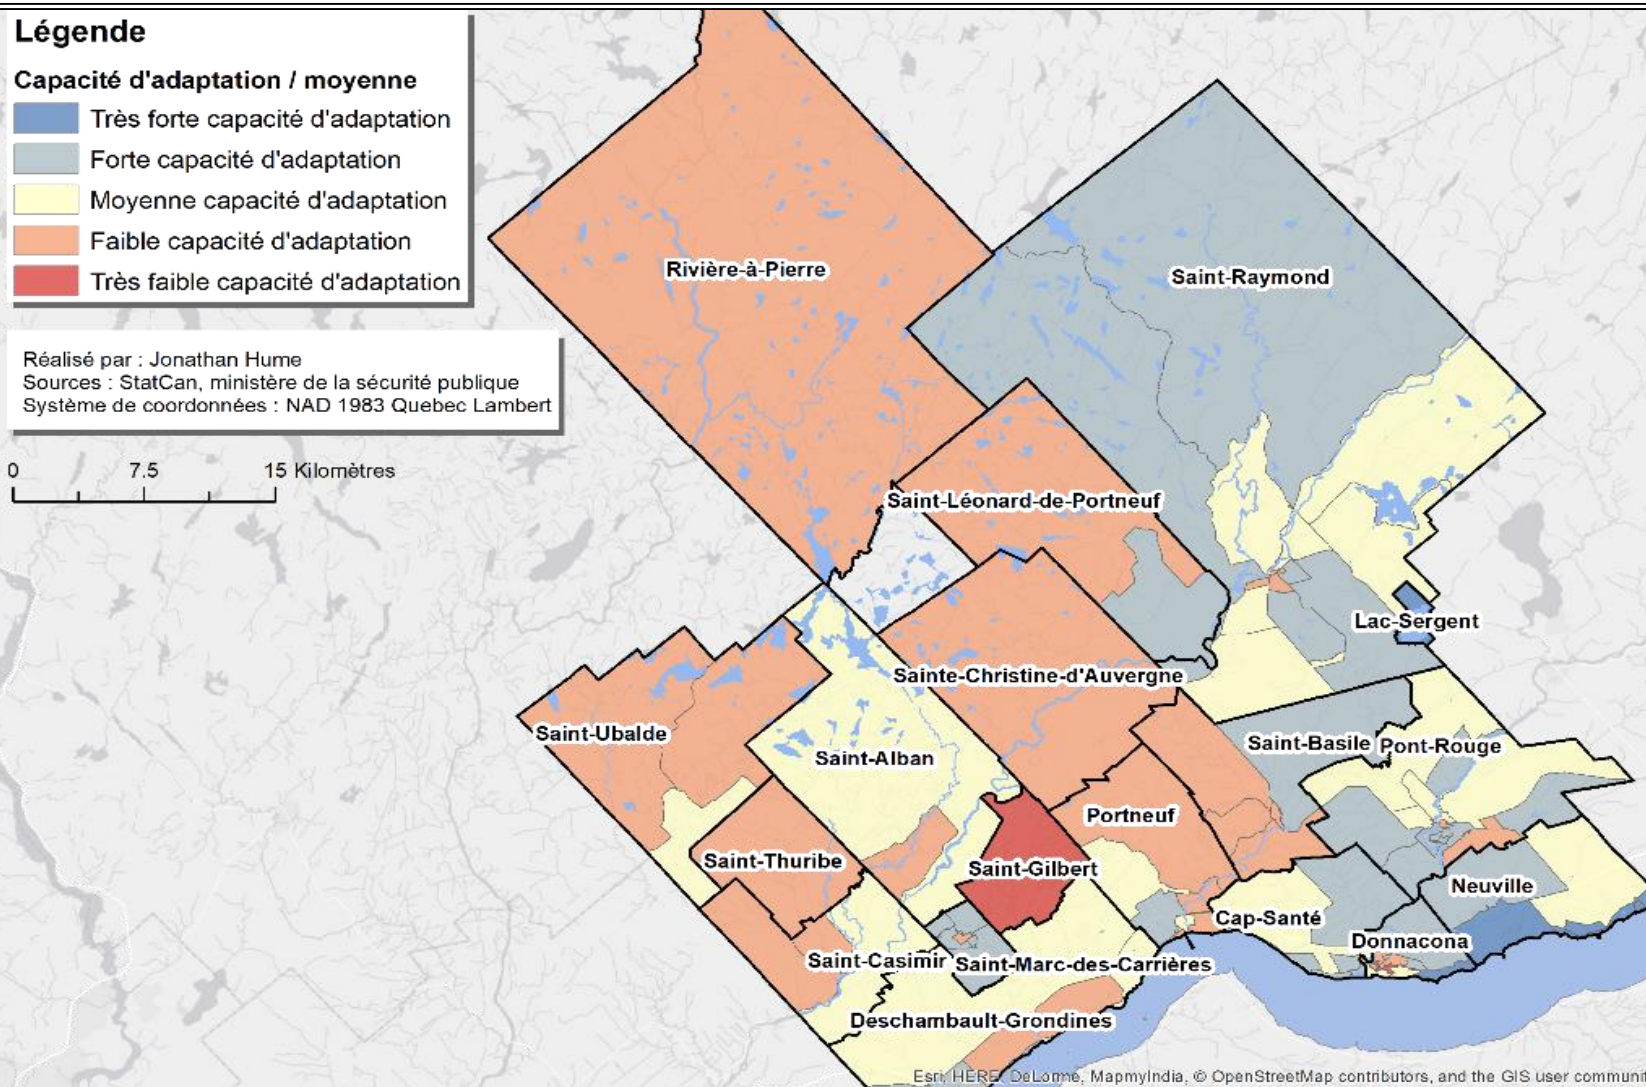 Légende
Capacité d'adaptation / moyenne
Très forte capacité d'adaptation
Forte capacité d'adaptation
Moyenne capacité d'adaptation
Faible capacité d'adaptation
Très faible capacité d'adaptation
Réalisé par : Jonathan Hume
Sources : StatCan, ministère de la sécurité publique
Système de coordonnées : NAD 1983 Quebec Lambert
0 7.5 15 Kilomètres
Rivière-à-Pierre
Saint-Raymond
Saint-Léonard-de-Portneuf
Lac-Sergent
Sainte-Christine-d'Auvergne
Saint-Ubalde
Saint-Alban
Saint-Basile
Pont-Rouge
Portneuf
Saint-Thuribe
Saint-Gilbert
Neuville
Cap-Santé
Donnacona
Saint-Casimir
Saint-Marc-des-Carrières
Deschambault-Grondines
Esri, HERE, DeLorme, MapmyIndia, © OpenStreetMap contributors, and the GIS user communi